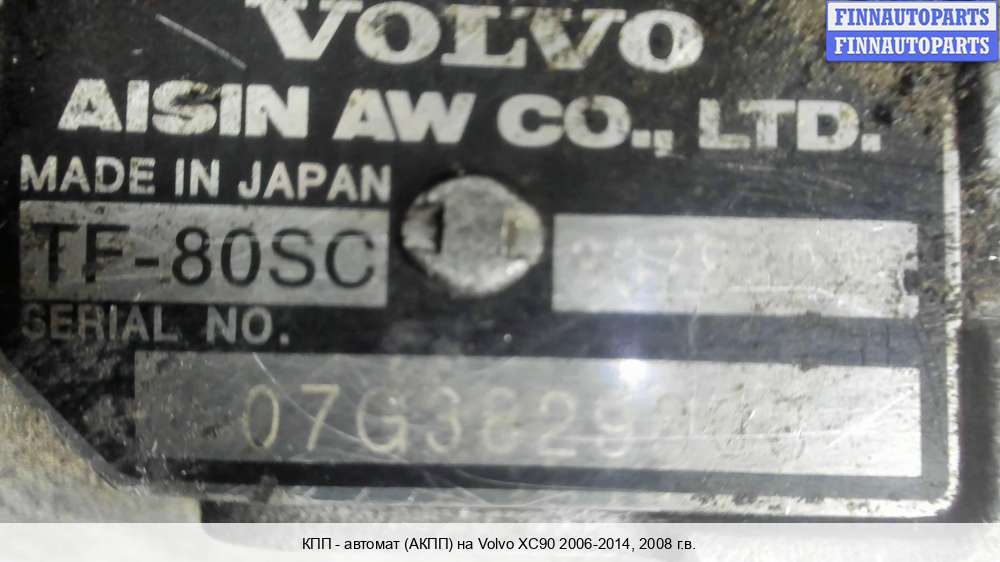 FINNAUTOPARTS
FINNAUTOPARTS
VOLVO
AISIN AW CO., LTD.
MADE IN JAPAN
TF-80SC
SERIAL NO.
КПП - автомат (АКПП) на Volvo XC90 2006-2014, 2008 г.в.